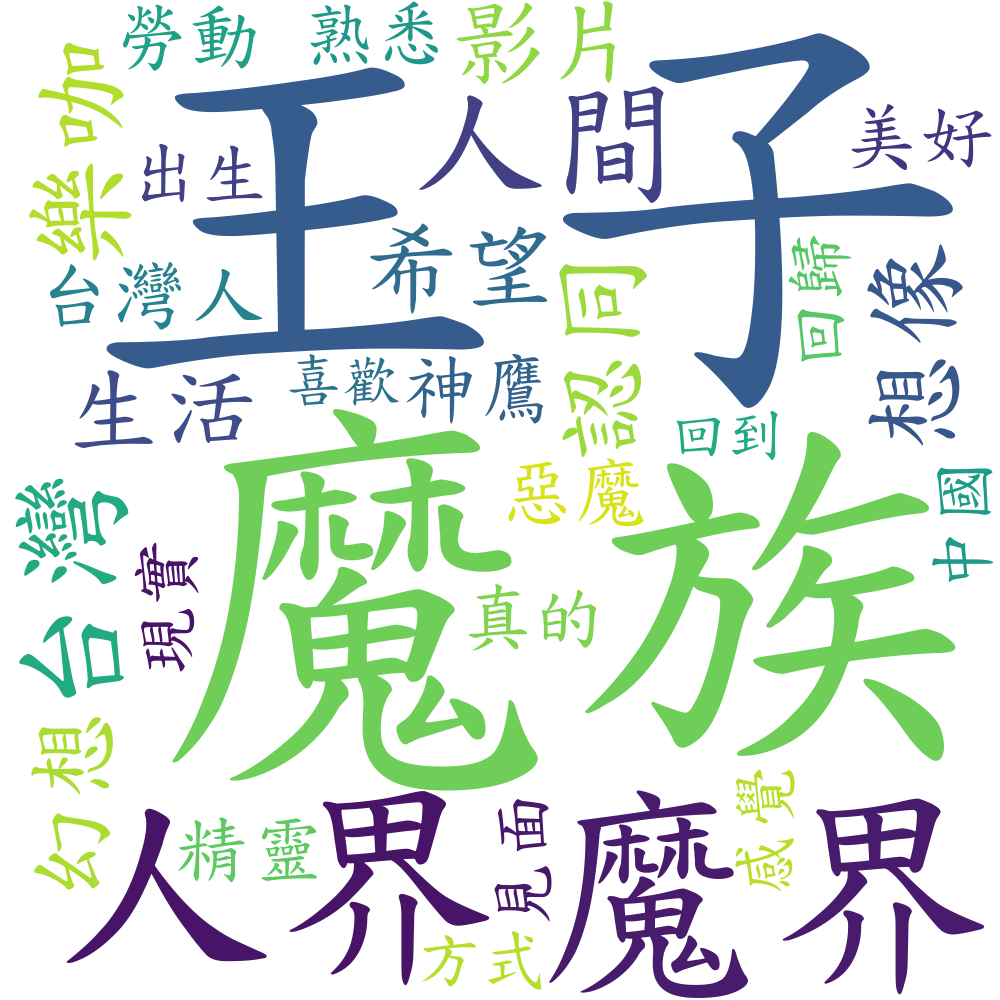 勞動
熟悉
影片
樂咖
王子
人間
美好
出生
希望
台灣人
認同
回歸
想像
生活
喜歡
神鷹
魔族
回到
惡魔
中國
台灣
現實
真的
幻想
人界
精靈
見面
魔界
感覺
方式